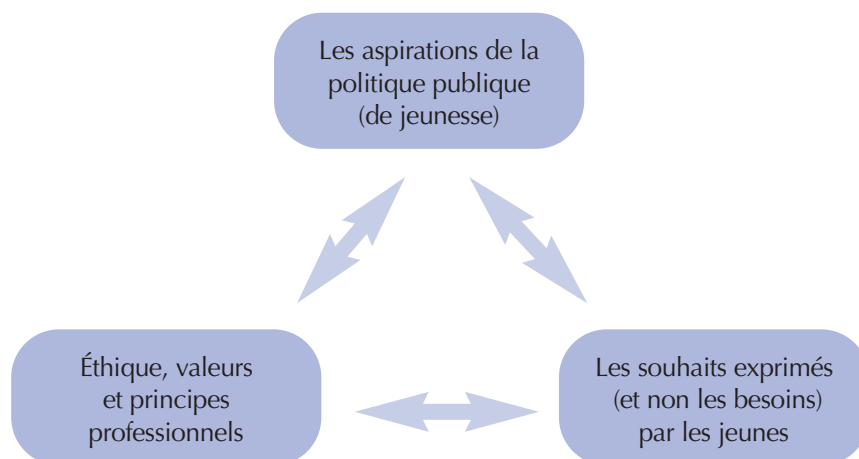 Les aspirations de la
politique publique
(de jeunesse)
Éthique, valeurs
et principes
professionnels
Les souhaits exprimés
(et non les besoins)
par les jeunes